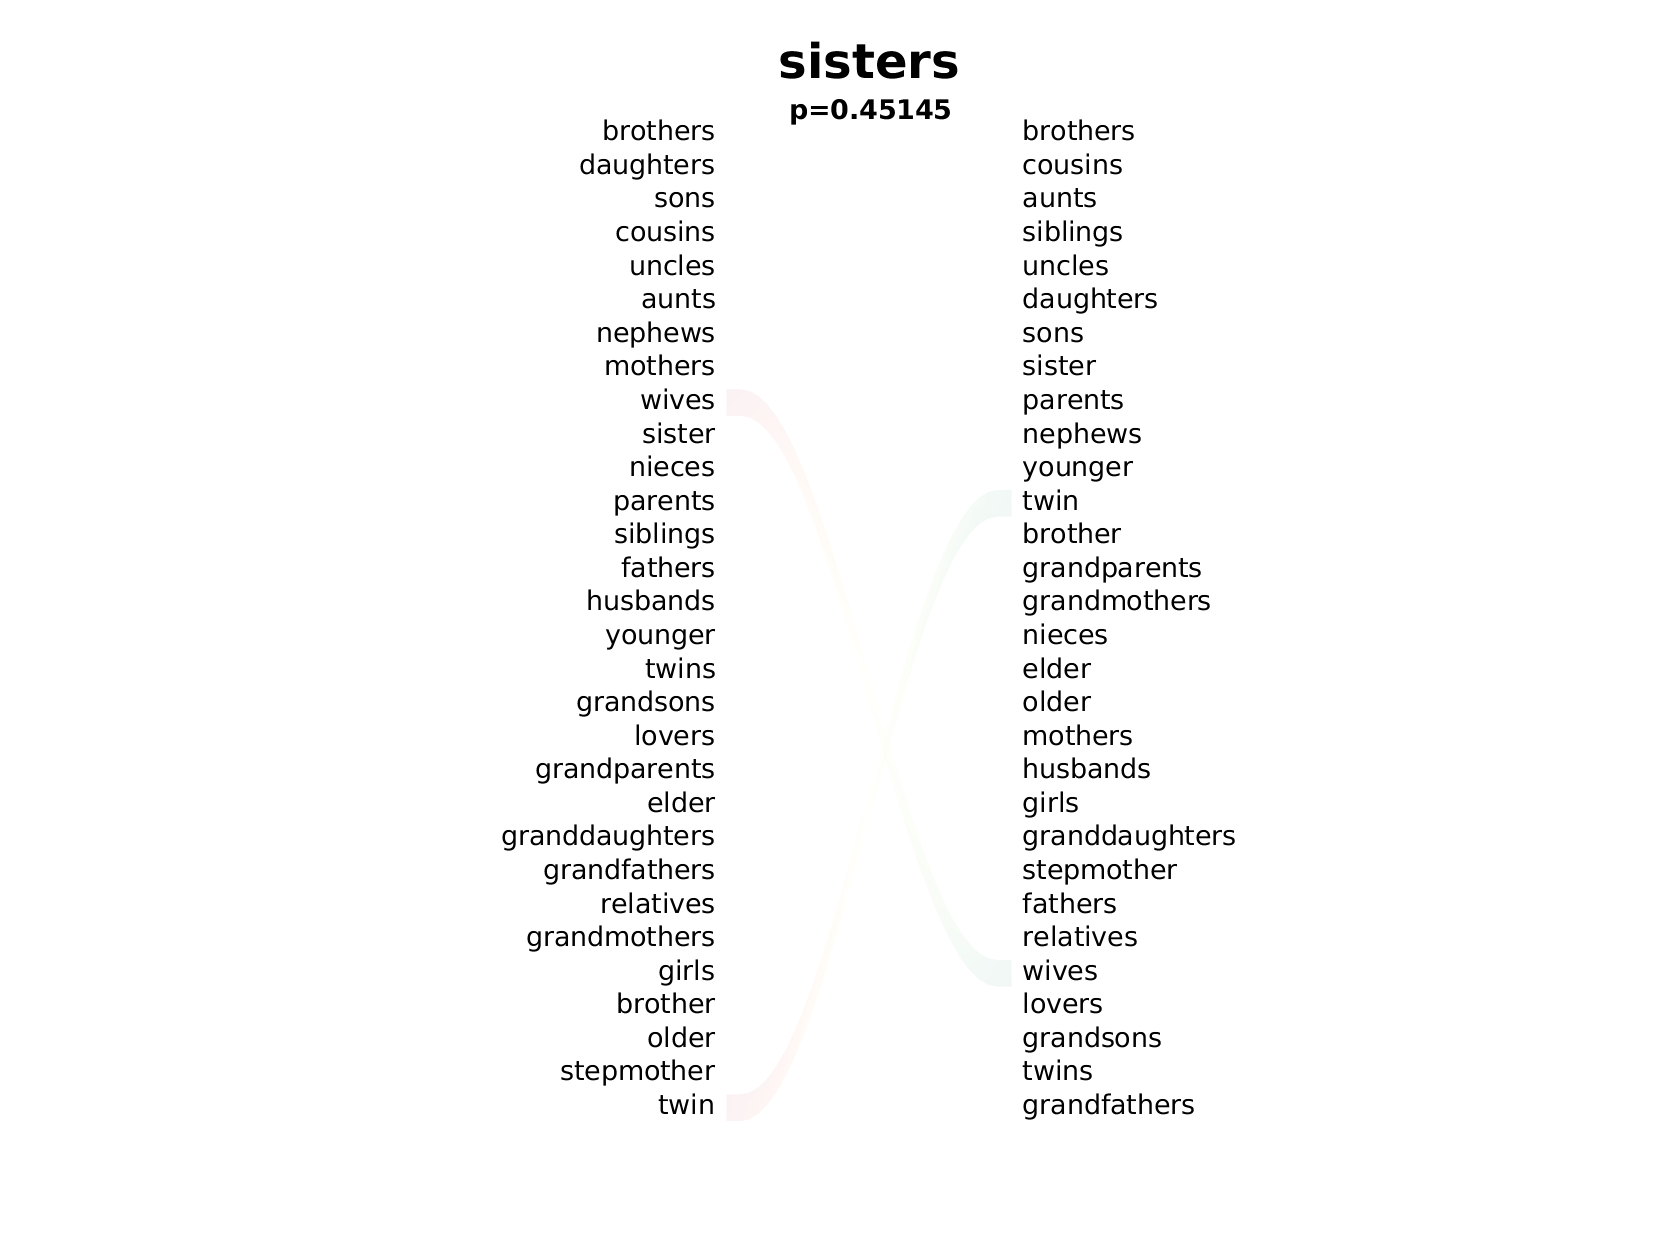 sisters
p=0.45145
brothers brothers
daughters cousins
sons aunts
cousins siblings
uncles uncles
aunts daughters
nephews sons
mothers sister
wives parents
sister nephews
nieces younger
parents twin
siblings brother
fathers grandparents
husbands grandmothers
younger nieces
twins elder
grandsons older
lovers mothers
grandparents husbands
elder girls
granddaughters granddaughters
grandfathers stepmother
relatives fathers
grandmothers relatives
girls wives
brother lovers
older grandsons
stepmother twins
twin grandfathers